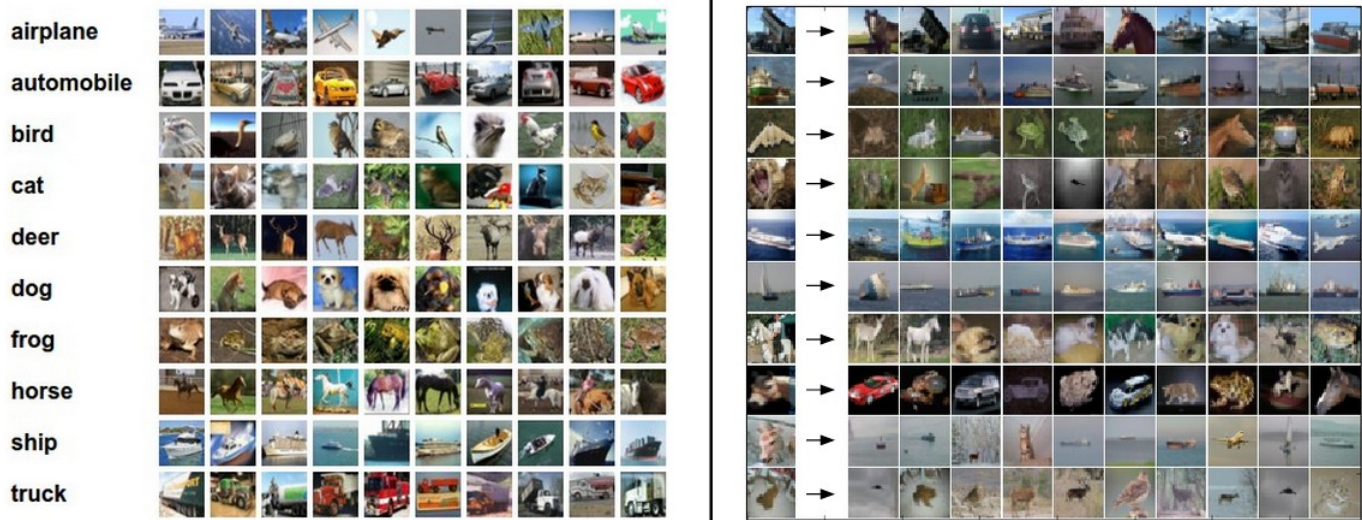 airplane
automobile
bird
cat
deer
dog
frog
horse
ship
truck